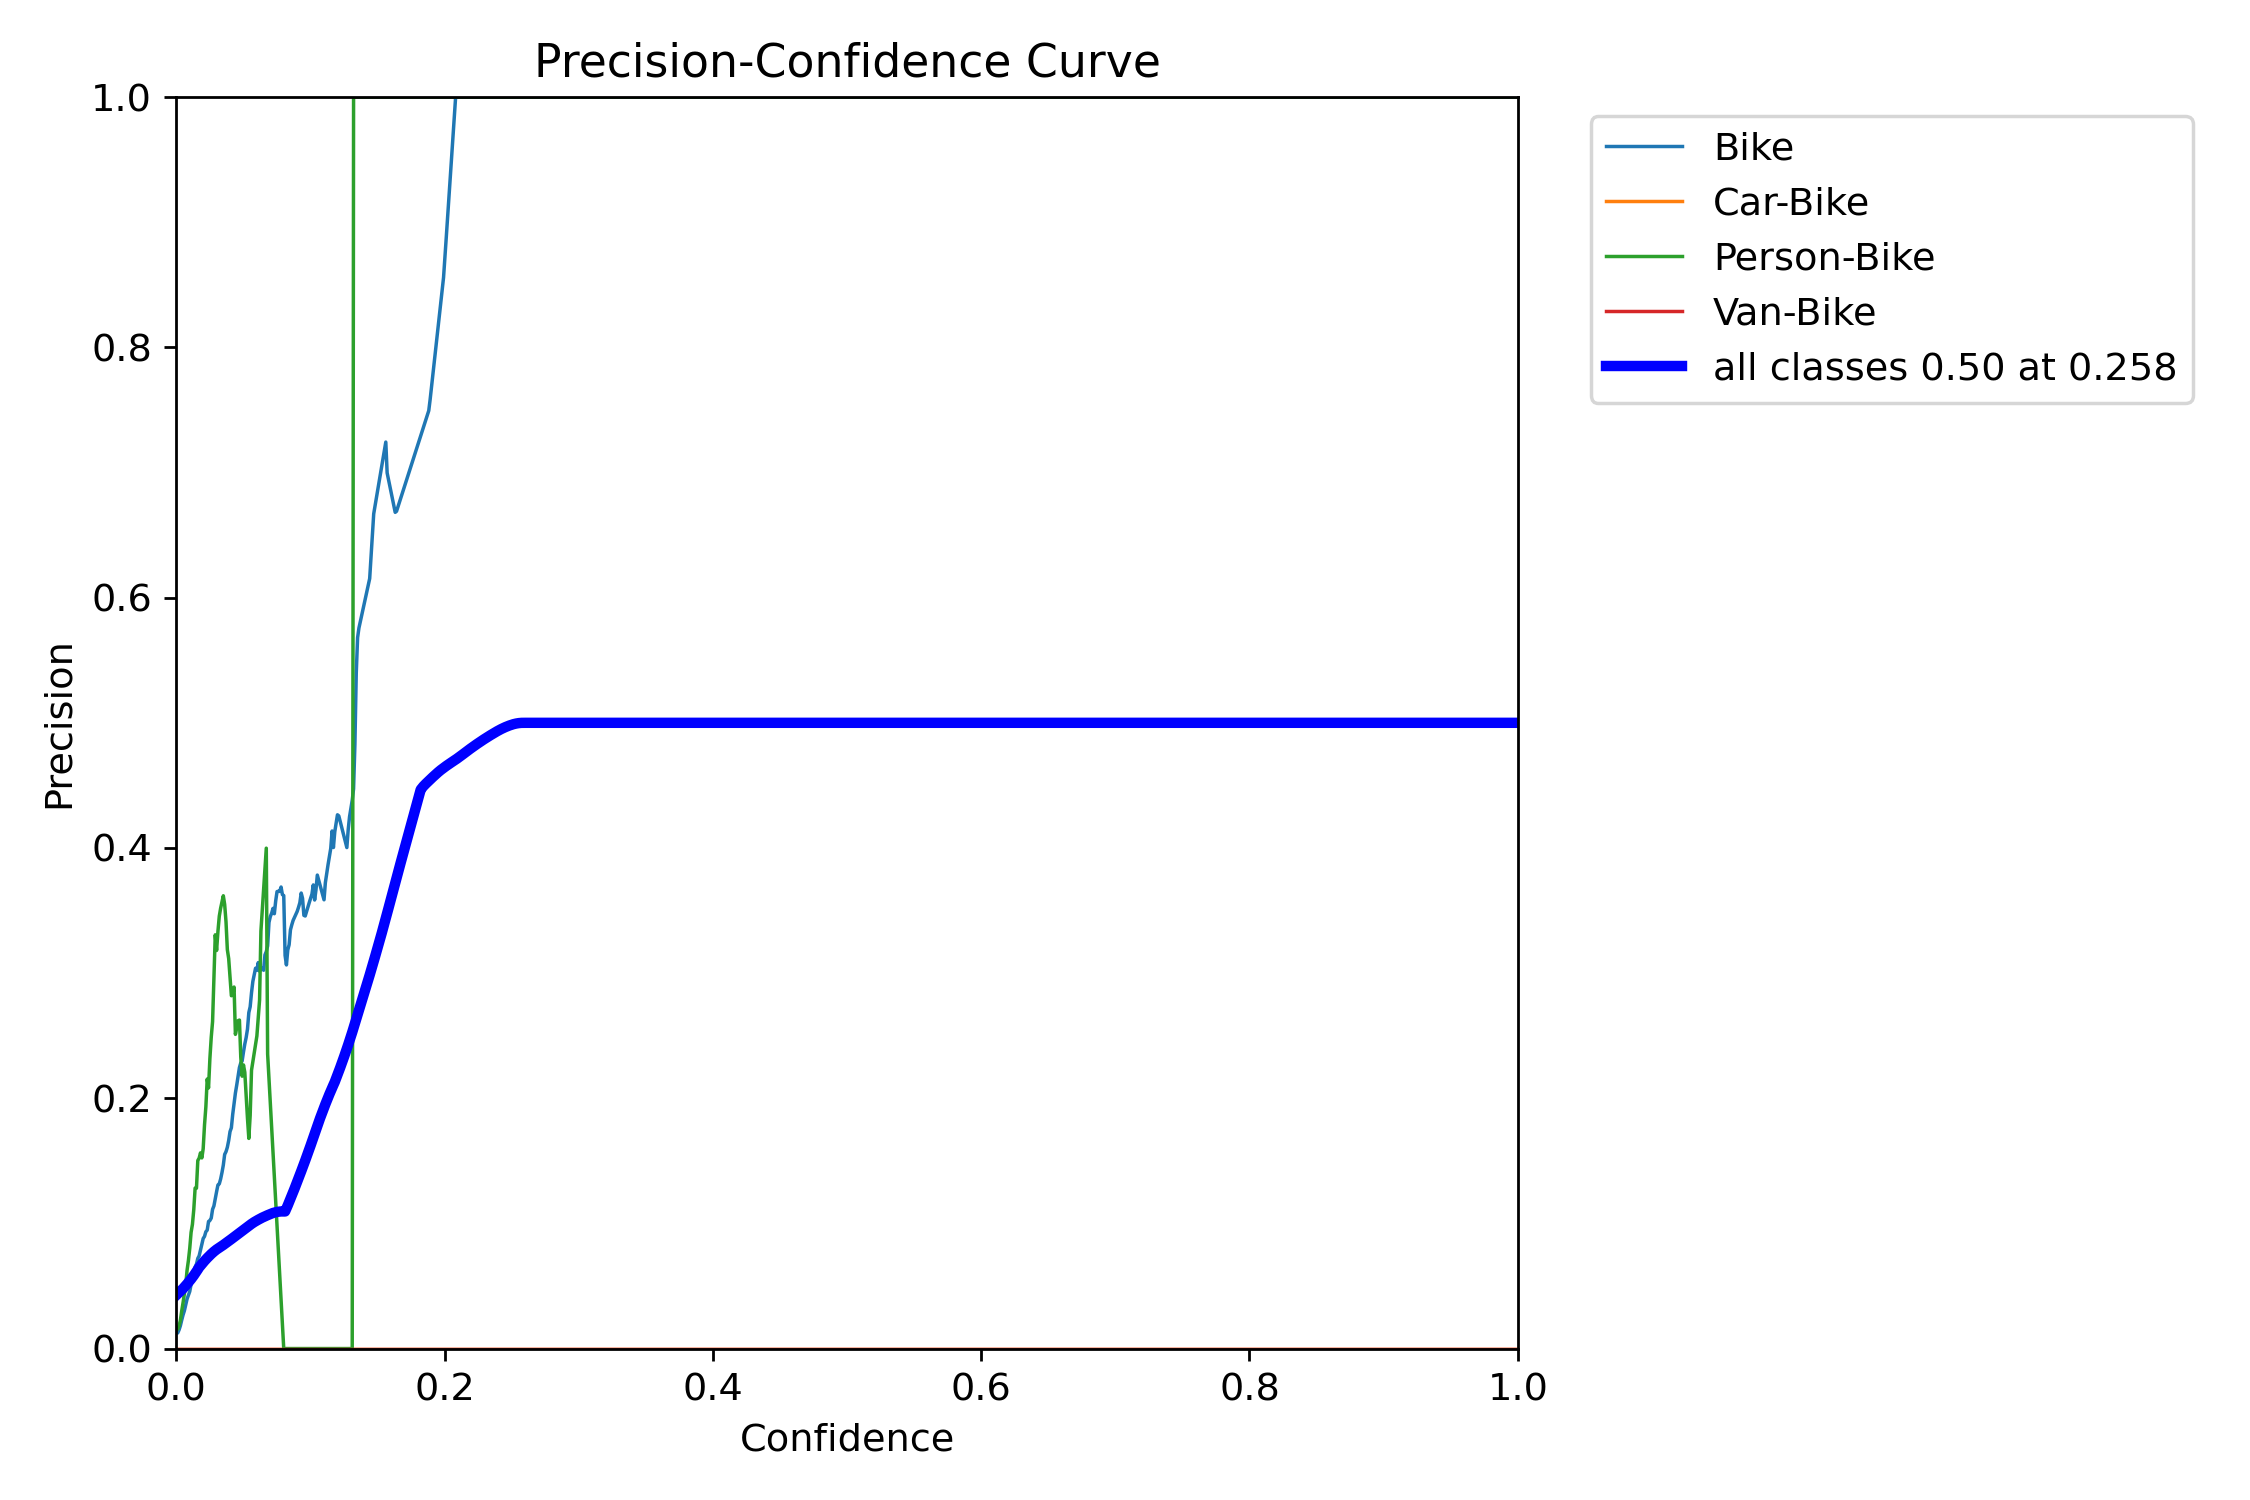 Precision-Confidence Curve
1.0
0.8
0.6
0.4
0.2
0.0
Precision
0.0 0.2 0.4 0.6 0.8 1.0
Confidence
Bike
Car-Bike
Person-Bike
Van-Bike
all classes 0.50 at 0.258